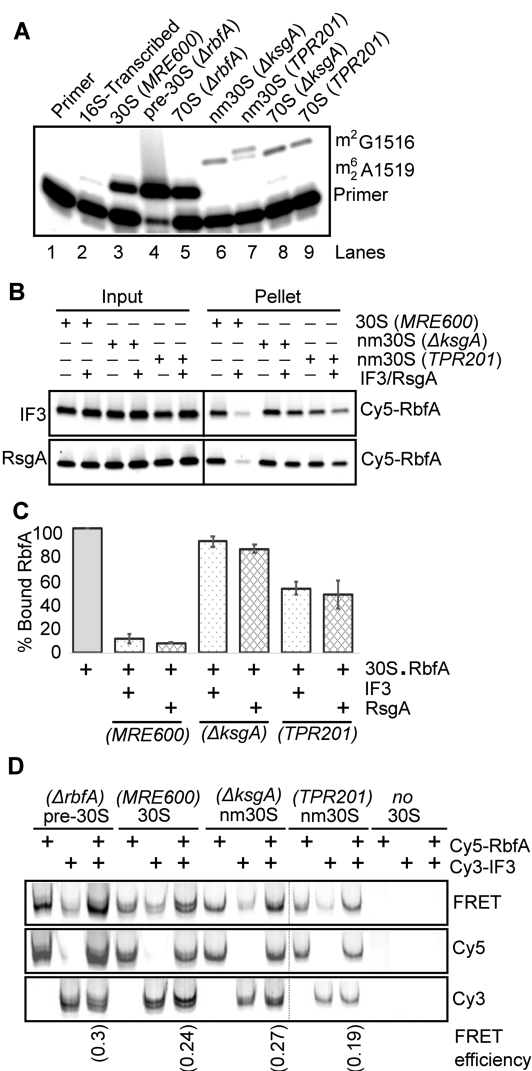 A
Primer
16S-Transcribed
30S (MRE600)
pre-30S (ΔrbfA)
70S (ΔrbfA)
nm30S (ΔksgA)
nm30S (TPR201)
70S (ΔksgA)
70S (TPR201)
m²G1516
m⁶₂A1519
Primer
1 2 3 4 5 6 7 8 9 Lanes
B
Input Pellet
+ + – – – – + + – – – – 30S (MRE600)
– – + + – – – – + + – – nm30S (ΔksgA)
– – – – + + – – – – + + nm30S (TPR201)
– + – + – + – + – + – + IF3/RsgA
IF3 Cy5-RbfA
RsgA Cy5-RbfA
C
% Bound RbfA
100
80
60
40
20
0
+ + + + + + + 30S.RbfA
+ + + IF3
+ + + RsgA
(MRE600) (ΔksgA) (TPR201)
D
(ΔrbfA) (MRE600) (ΔksgA) (TPR201) no
pre-30S 30S nm30S nm30S 30S
+ + + + + + + + + + Cy5-RbfA
+ + + + + + + + + + Cy3-IF3
FRET
Cy5
Cy3
(0.3) (0.24) (0.27) (0.19) FRET
efficiency